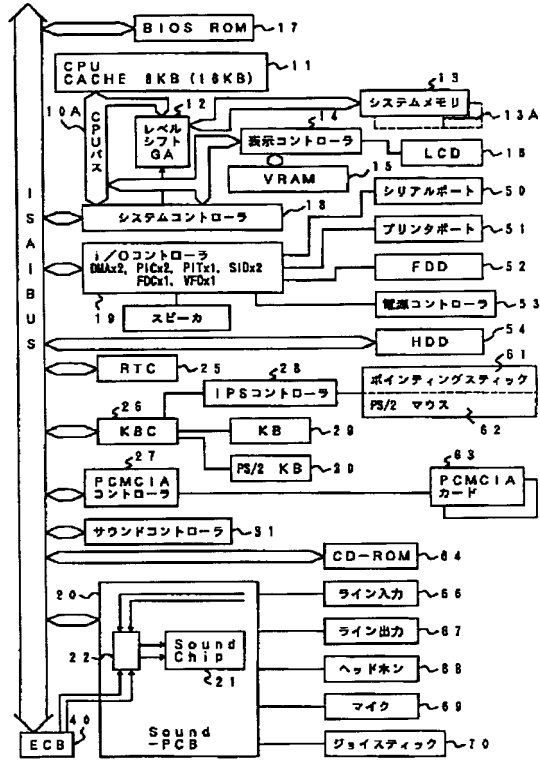 BIOS ROM
17
CPU
CACHE 8KB (16KB)
11
10A
CPUバス
12
レベル
シフト
GA
13
システムメモリ
13A
14
表示コントローラ
LCD
16
VRAM
15
システムコントローラ
18
シリアルポート
50
プリンタポート
51
i/Oコントローラ
DMAx2, PICx2, PITx1, SIOx2
FDCx1, VFOx1
19
スピーカ
FDD
52
電源コントローラ
53
HDD
54
ISAIBUS
RTC
25
28
IPSコントローラ
61
ポインティングスティック
PS/2 マウス
62
26
KBC
KB
29
PS/2 KB
30
27
PCMCIA
コントローラ
63
PCMCIA
カード
サウンドコントローラ
31
CD-ROM
64
20
22
Sound
Chip
21
Sound
-PCB
ライン入力
66
ライン出力
67
ヘッドホン
68
マイク
69
ジョイスティック
70
ECB
40